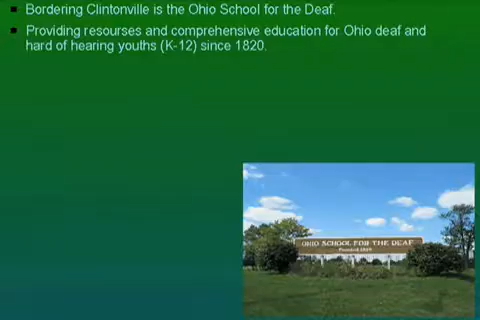 Bordering Clintonville is the Ohio School for the Deaf.
Providing resourses and comprehensive education for Ohio deaf and
hard of hearing youths (K-12) since 1820.
OHIO SCHOOL FOR THE DEAF
Founded